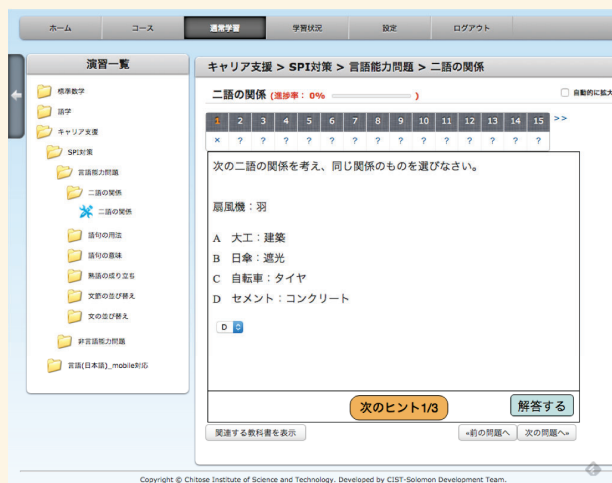 ホーム コース 通常学習 学習状況 設定 ログアウト
演習一覧
標準数学
語学
キャリア支援
SPI対策
言語能力問題
二語の関係
二語の関係
語句の用法
語句の意味
熟語の成り立ち
文節の並び替え
文の並び替え
非言語能力問題
言語(日本語)_mobile対応
キャリア支援 > SPI対策 > 言語能力問題 > 二語の関係
二語の関係 (進捗率： 0% ) 自動的に拡大
1 2 3 4 5 6 7 8 9 10 11 12 13 14 15 >>
× ? ? ? ? ? ? ? ? ? ? ? ? ? ?
次の二語の関係を考え、同じ関係のものを選びなさい。
扇風機：羽
A 大工：建築
B 日傘：遮光
C 自転車：タイヤ
D セメント：コンクリート
D
次のヒント1/3 解答する
関連する教科書を表示 «前の問題へ 次の問題へ»
Copyright © Chitose Institute of Science and Technology. Developed by CIST-Solomon Development Team.